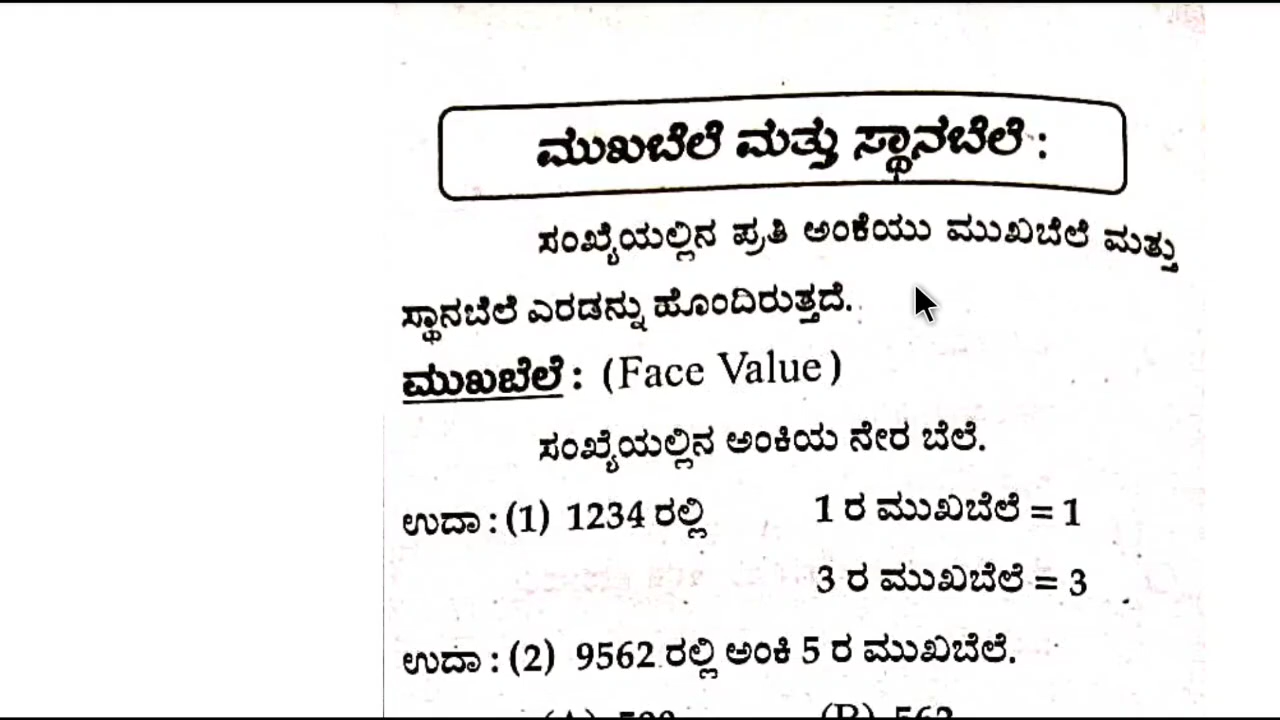 ಮುಖಬೆಲೆ ಮತ್ತು ಸ್ಥಾನಬೆಲೆ :
ಸಂಖ್ಯೆಯಲ್ಲಿನ ಪ್ರತಿ ಅಂಕೆಯು ಮುಖಬೆಲೆ ಮತ್ತು
ಸ್ಥಾನಬೆಲೆ ಎರಡನ್ನು ಹೊಂದಿರುತ್ತದೆ.
ಮುಖಬೆಲೆ : (Face Value)
ಸಂಖ್ಯೆಯಲ್ಲಿನ ಅಂಕಿಯ ನೇರ ಬೆಲೆ.
ಉದಾ : (1) 1234 ರಲ್ಲಿ 1 ರ ಮುಖಬೆಲೆ = 1
3 ರ ಮುಖಬೆಲೆ = 3
ಉದಾ : (2) 9562 ರಲ್ಲಿ ಅಂಕಿ 5 ರ ಮುಖಬೆಲೆ.